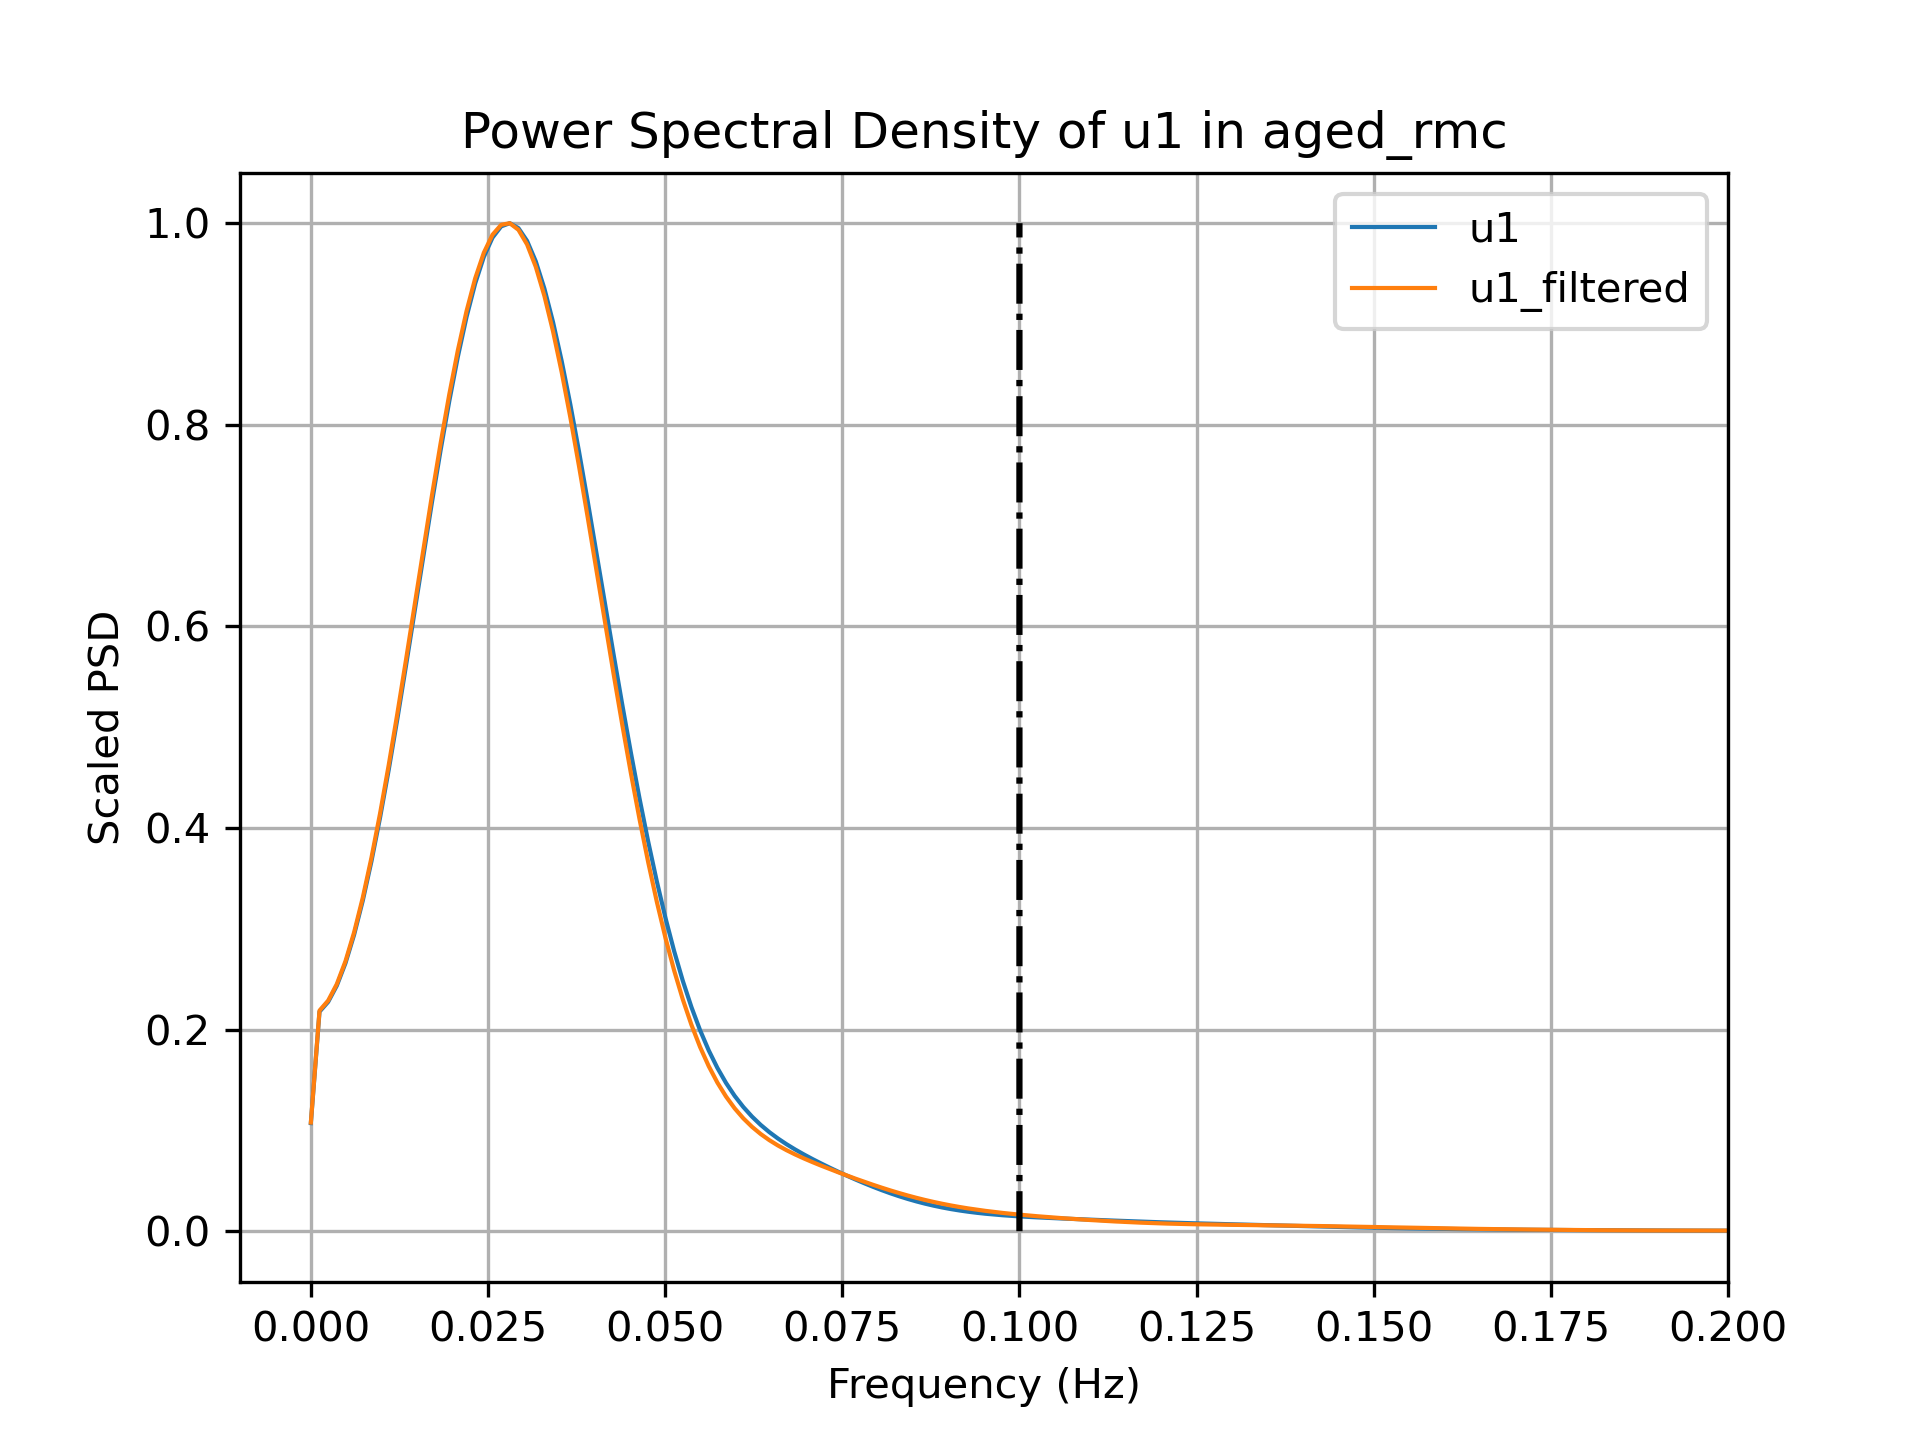 Power Spectral Density of u1 in aged_rmc
u1
u1_filtered
Scaled PSD
1.0
0.8
0.6
0.4
0.2
0.0
0.000 0.025 0.050 0.075 0.100 0.125 0.150 0.175 0.200
Frequency (Hz)